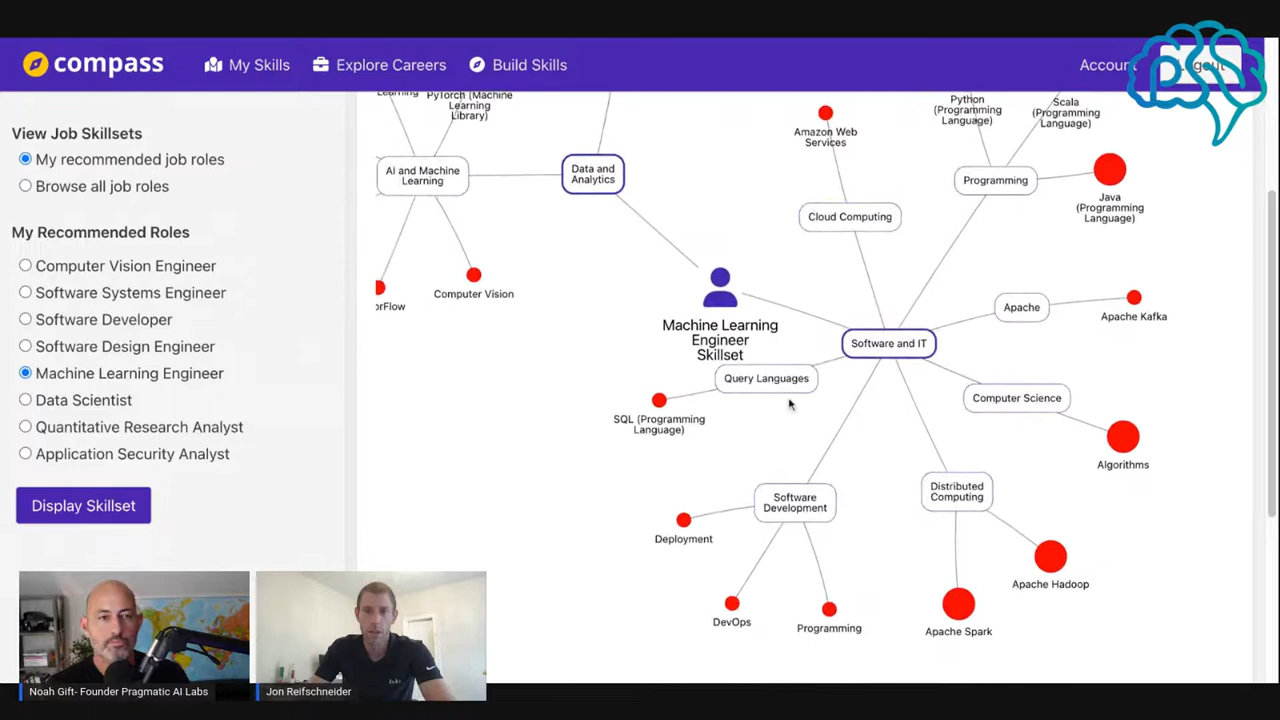 compass
My Skills
Explore Careers
Build Skills
Account
Logout
View Job Skillsets
My recommended job roles
Browse all job roles
My Recommended Roles
Computer Vision Engineer
Software Systems Engineer
Software Developer
Software Design Engineer
Machine Learning Engineer
Data Scientist
Quantitative Research Analyst
Application Security Analyst
Display Skillset
PyTorch (Machine
Learning
Library)
AI and Machine
Learning
Data and
Analytics
rFlow
Computer Vision
Amazon Web
Services
Cloud Computing
Python
(Programming
Language)
Scala
(Programming
Language)
Programming
Java
(Programming
Language)
Machine Learning
Engineer
Skillset
Software and IT
Apache
Apache Kafka
Query Languages
SQL (Programming
Language)
Computer Science
Algorithms
Software
Development
Deployment
DevOps
Programming
Distributed
Computing
Apache Hadoop
Apache Spark
Noah Gift- Founder Pragmatic AI Labs
Jon Reifschneider